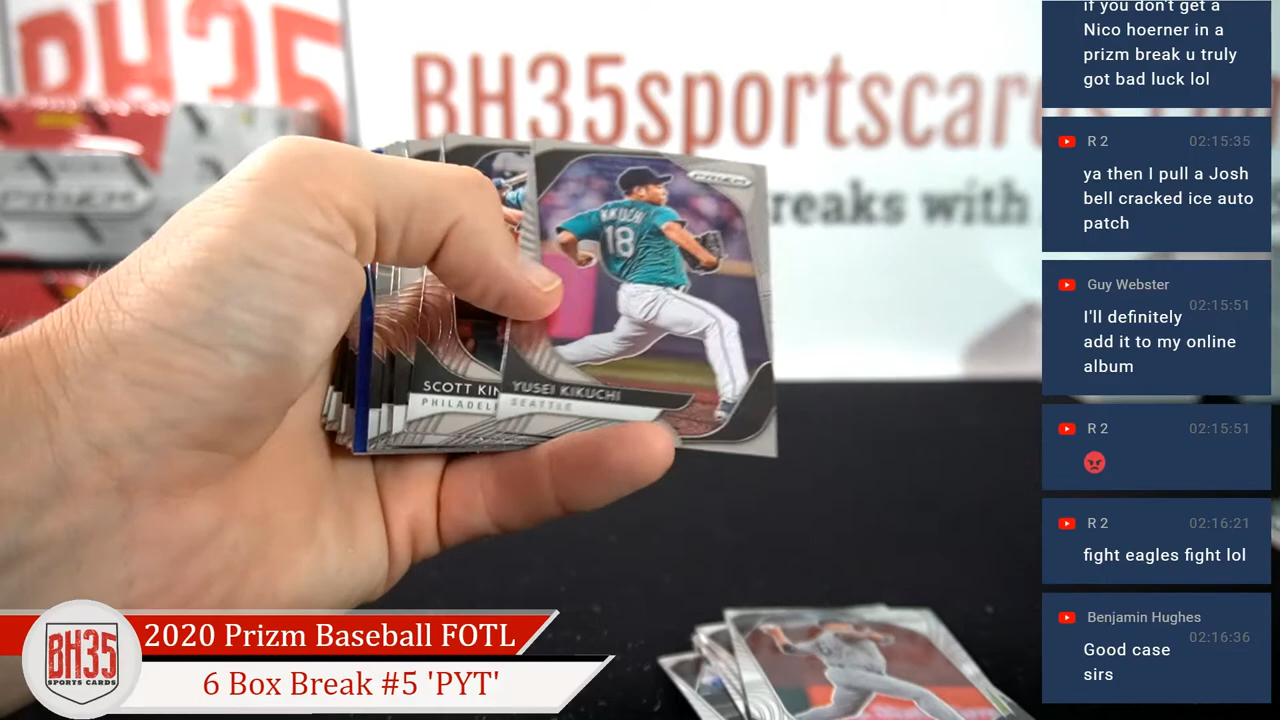 BH35
BH35sportscar
reaks with
PRIZM
KIKUCHI
18
SCOTT KIN
PHILADEL
YUSEI KIKUCHI
SEATTLE
BH35
SPORTS CARDS
2020 Prizm Baseball FOTL
6 Box Break #5 'PYT'
if you don't get a
Nico hoerner in a
prizm break u truly
got bad luck lol
R 2 02:15:35
ya then I pull a Josh
bell cracked ice auto
patch
Guy Webster
02:15:51
I'll definitely
add it to my online
album
R 2 02:15:51
😡
R 2 02:16:21
fight eagles fight lol
Benjamin Hughes
02:16:36
Good case
sirs